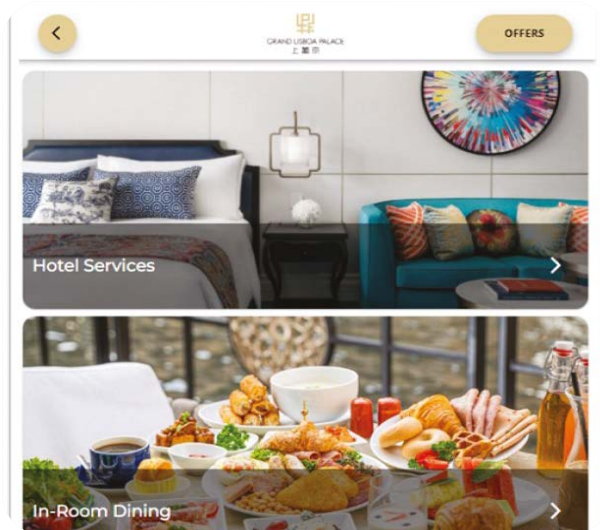 GRAND LISBOA PALACE
上葡京
OFFERS
Hotel Services
In-Room Dining